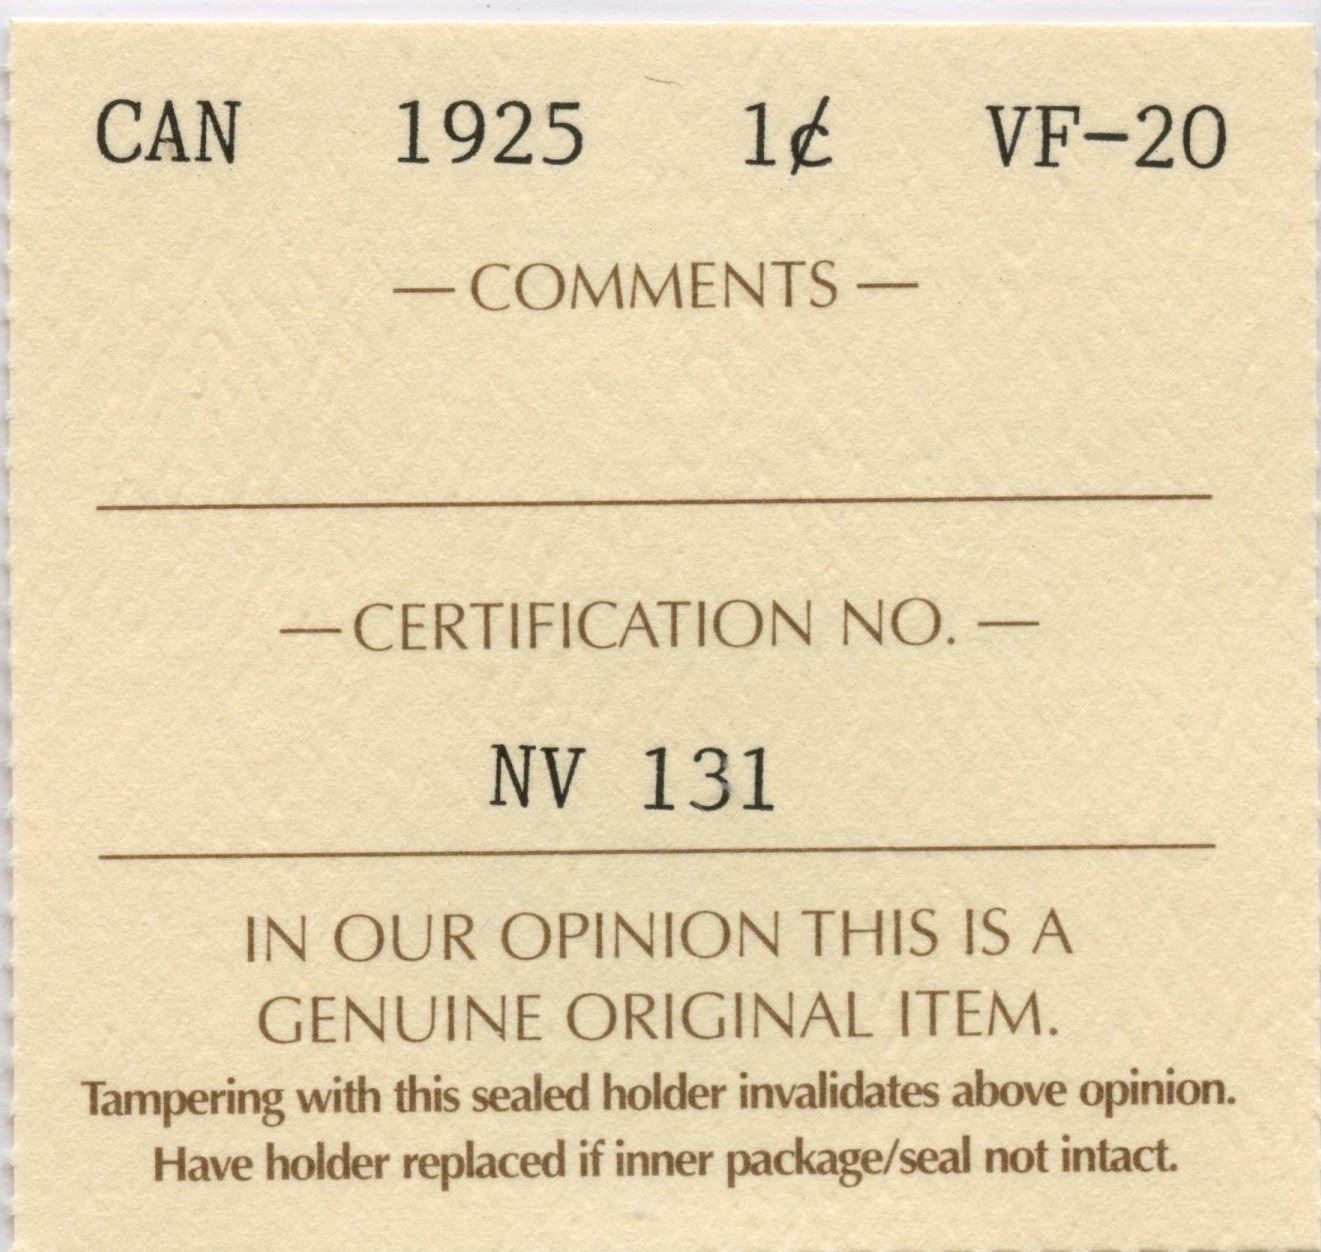 CAN 1925 1¢ VF-20
— COMMENTS —
— CERTIFICATION NO. —
NV 131
IN OUR OPINION THIS IS A
GENUINE ORIGINAL ITEM.
Tampering with this sealed holder invalidates above opinion.
Have holder replaced if inner package/seal not intact.